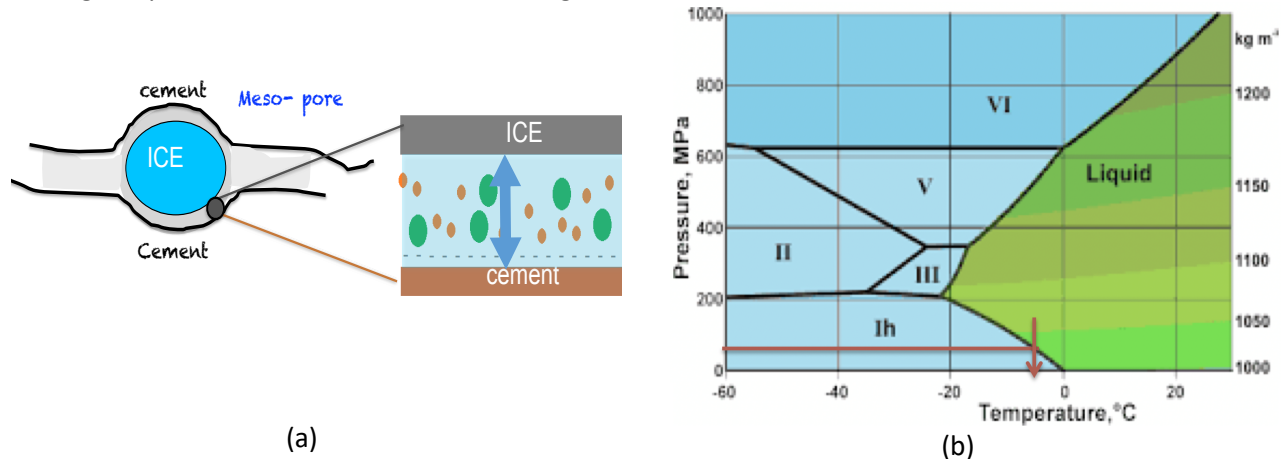 cement
Meso- pore
ICE
Cement
ICE
cement
(a)
Pressure, MPa
1000
800
600
400
200
0
VI
V
II
III
Ih
Liquid
kg m⁻³
1200
1150
1100
1050
1000
-60
-40
-20
0
20
Temperature,°C
(b)